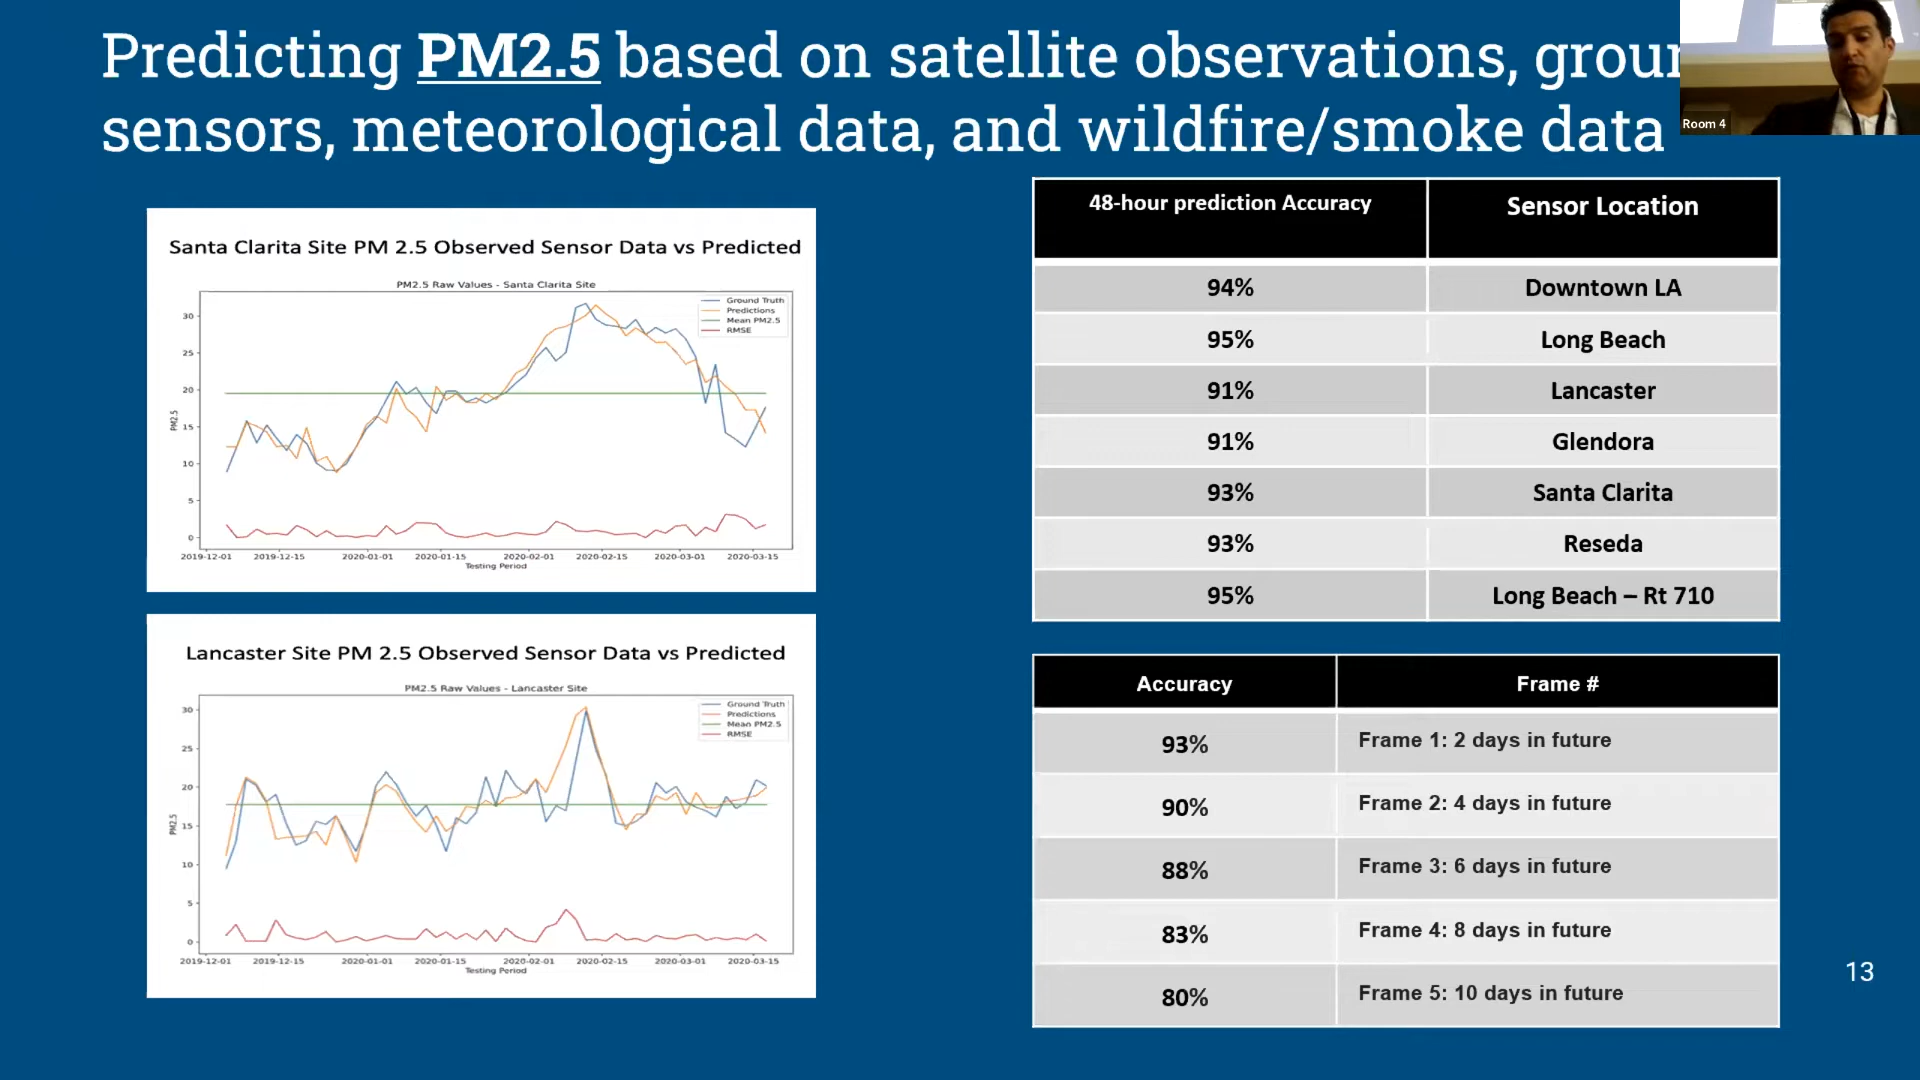 Predicting PM2.5 based on satellite observations, grou
sensors, meteorological data, and wildfire/smoke data
Room 4
Santa Clarita Site PM 2.5 Observed Sensor Data vs Predicted
PM2.5 Raw Values - Santa Clarita Site
Ground Truth
Predictions
Mean PM2.5
RMSE
30
25
20
15
10
5
0
PM2.5
2019-12-01 2019-12-15 2020-01-01 2020-01-15 2020-02-01 2020-02-15 2020-03-01 2020-03-15
Testing Period
Lancaster Site PM 2.5 Observed Sensor Data vs Predicted
PM2.5 Raw Values - Lancaster Site
Ground Truth
Predictions
Mean PM2.5
RMSE
30
25
20
15
10
5
0
PM2.5
2019-12-01 2019-12-15 2020-01-01 2020-01-15 2020-02-01 2020-02-15 2020-03-01 2020-03-15
Testing Period
48-hour prediction Accuracy Sensor Location
94% Downtown LA
95% Long Beach
91% Lancaster
91% Glendora
93% Santa Clarita
93% Reseda
95% Long Beach – Rt 710
Accuracy Frame #
93% Frame 1: 2 days in future
90% Frame 2: 4 days in future
88% Frame 3: 6 days in future
83% Frame 4: 8 days in future
80% Frame 5: 10 days in future
13